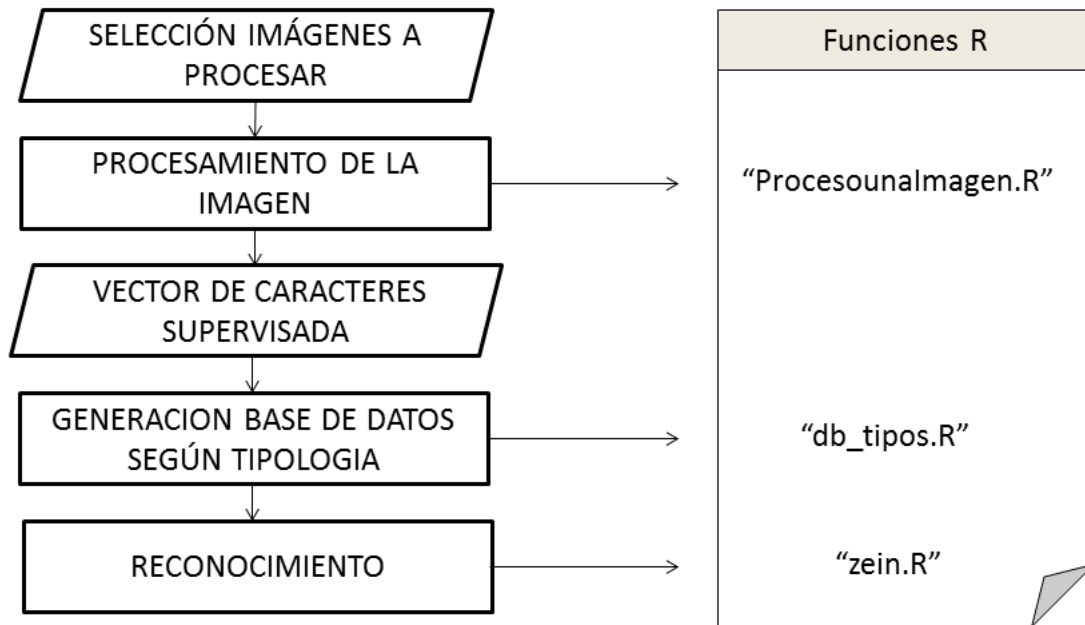 SELECCIÓN IMÁGENES A
PROCESAR
PROCESAMIENTO DE LA
IMAGEN
VECTOR DE CARACTERES
SUPERVISADA
GENERACION BASE DE DATOS
SEGÚN TIPOLOGIA
RECONOCIMIENTO
Funciones R
“ProcesounaImagen.R”
“db_tipos.R”
“zein.R”